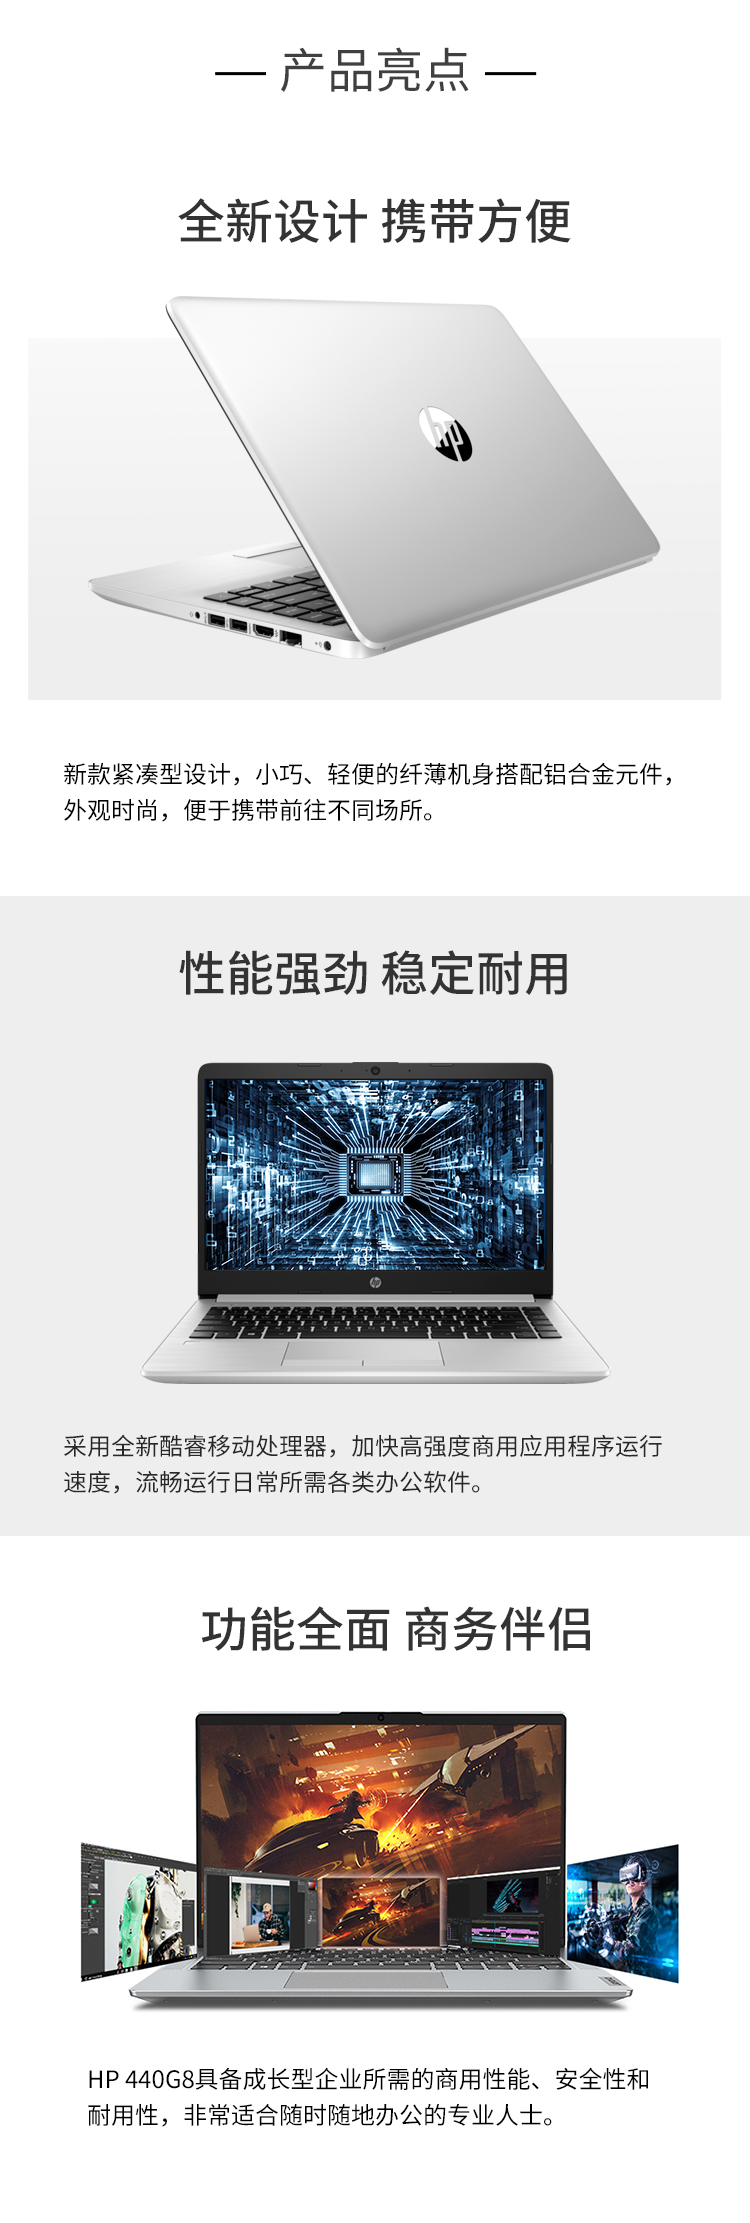 产品亮点
全新设计 携带方便
hp
新款紧凑型设计，小巧、轻便的纤薄机身搭配铝合金元件，
外观时尚，便于携带前往不同场所。
性能强劲 稳定耐用
hp
采用全新酷睿移动处理器，加快高强度商用应用程序运行
速度，流畅运行日常所需各类办公软件。
功能全面 商务伴侣
HP 440G8具备成长型企业所需的商用性能、安全性和
耐用性，非常适合随时随地办公的专业人士。